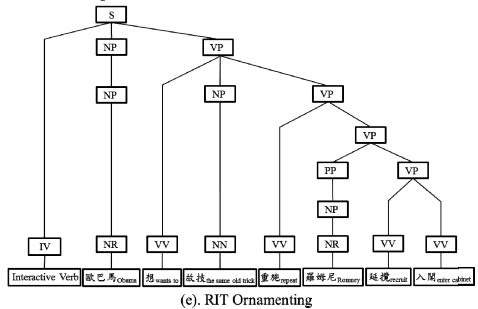 S
NP VP
NP NP VP
VP
PP VP
NP
IV NR VV NN VV NR VV VV
Interactive Verb 歐巴馬Obama 想wants to 故技the same old trick 重施repeat 羅姆尼Romney 延攬recruit 入閣enter cabinet
(e). RIT Ornamenting